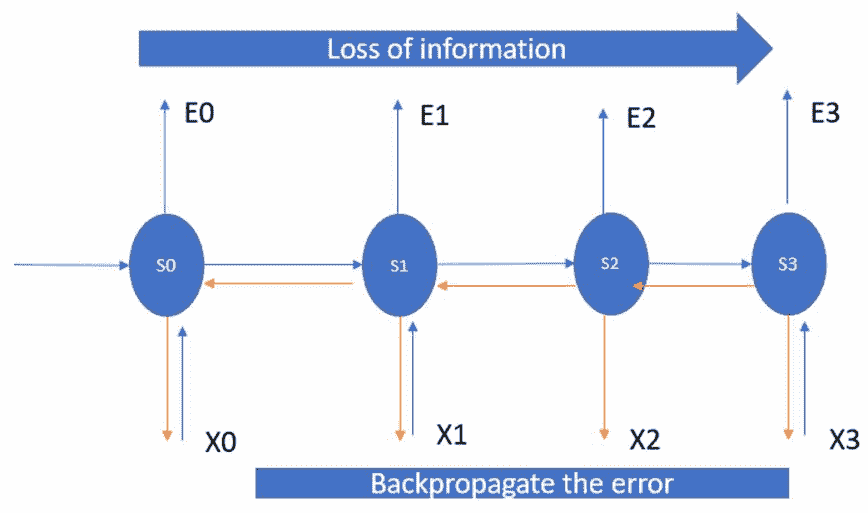 Loss of information
E0
E1
E2
E3
S0
S1
S2
S3
X0
X1
X2
X3
Backpropagate the error